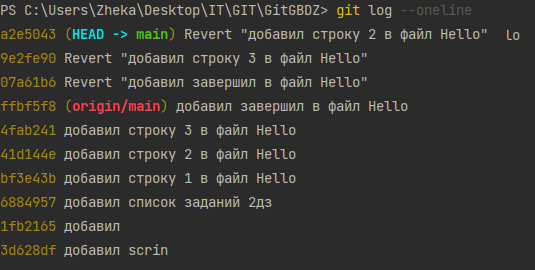 PS C:\Users\Zheka\Desktop\IT\GIT\GitGBDZ> git log --oneline
a2e5043 (HEAD -> main) Revert "добавил строку 2 в файл Hello" lo
9e2fe90 Revert "добавил строку 3 в файл Hello"
07a61b6 Revert "добавил завершил в файл Hello"
ffbf5f8 (origin/main) добавил завершил в файл Hello
4fab241 добавил строку 3 в файл Hello
41d144e добавил строку 2 в файл Hello
bf3e43b добавил строку 1 в файл Hello
6884957 добавил список заданий 2дз
1fb2165 добавил
3d628df добавил scrin